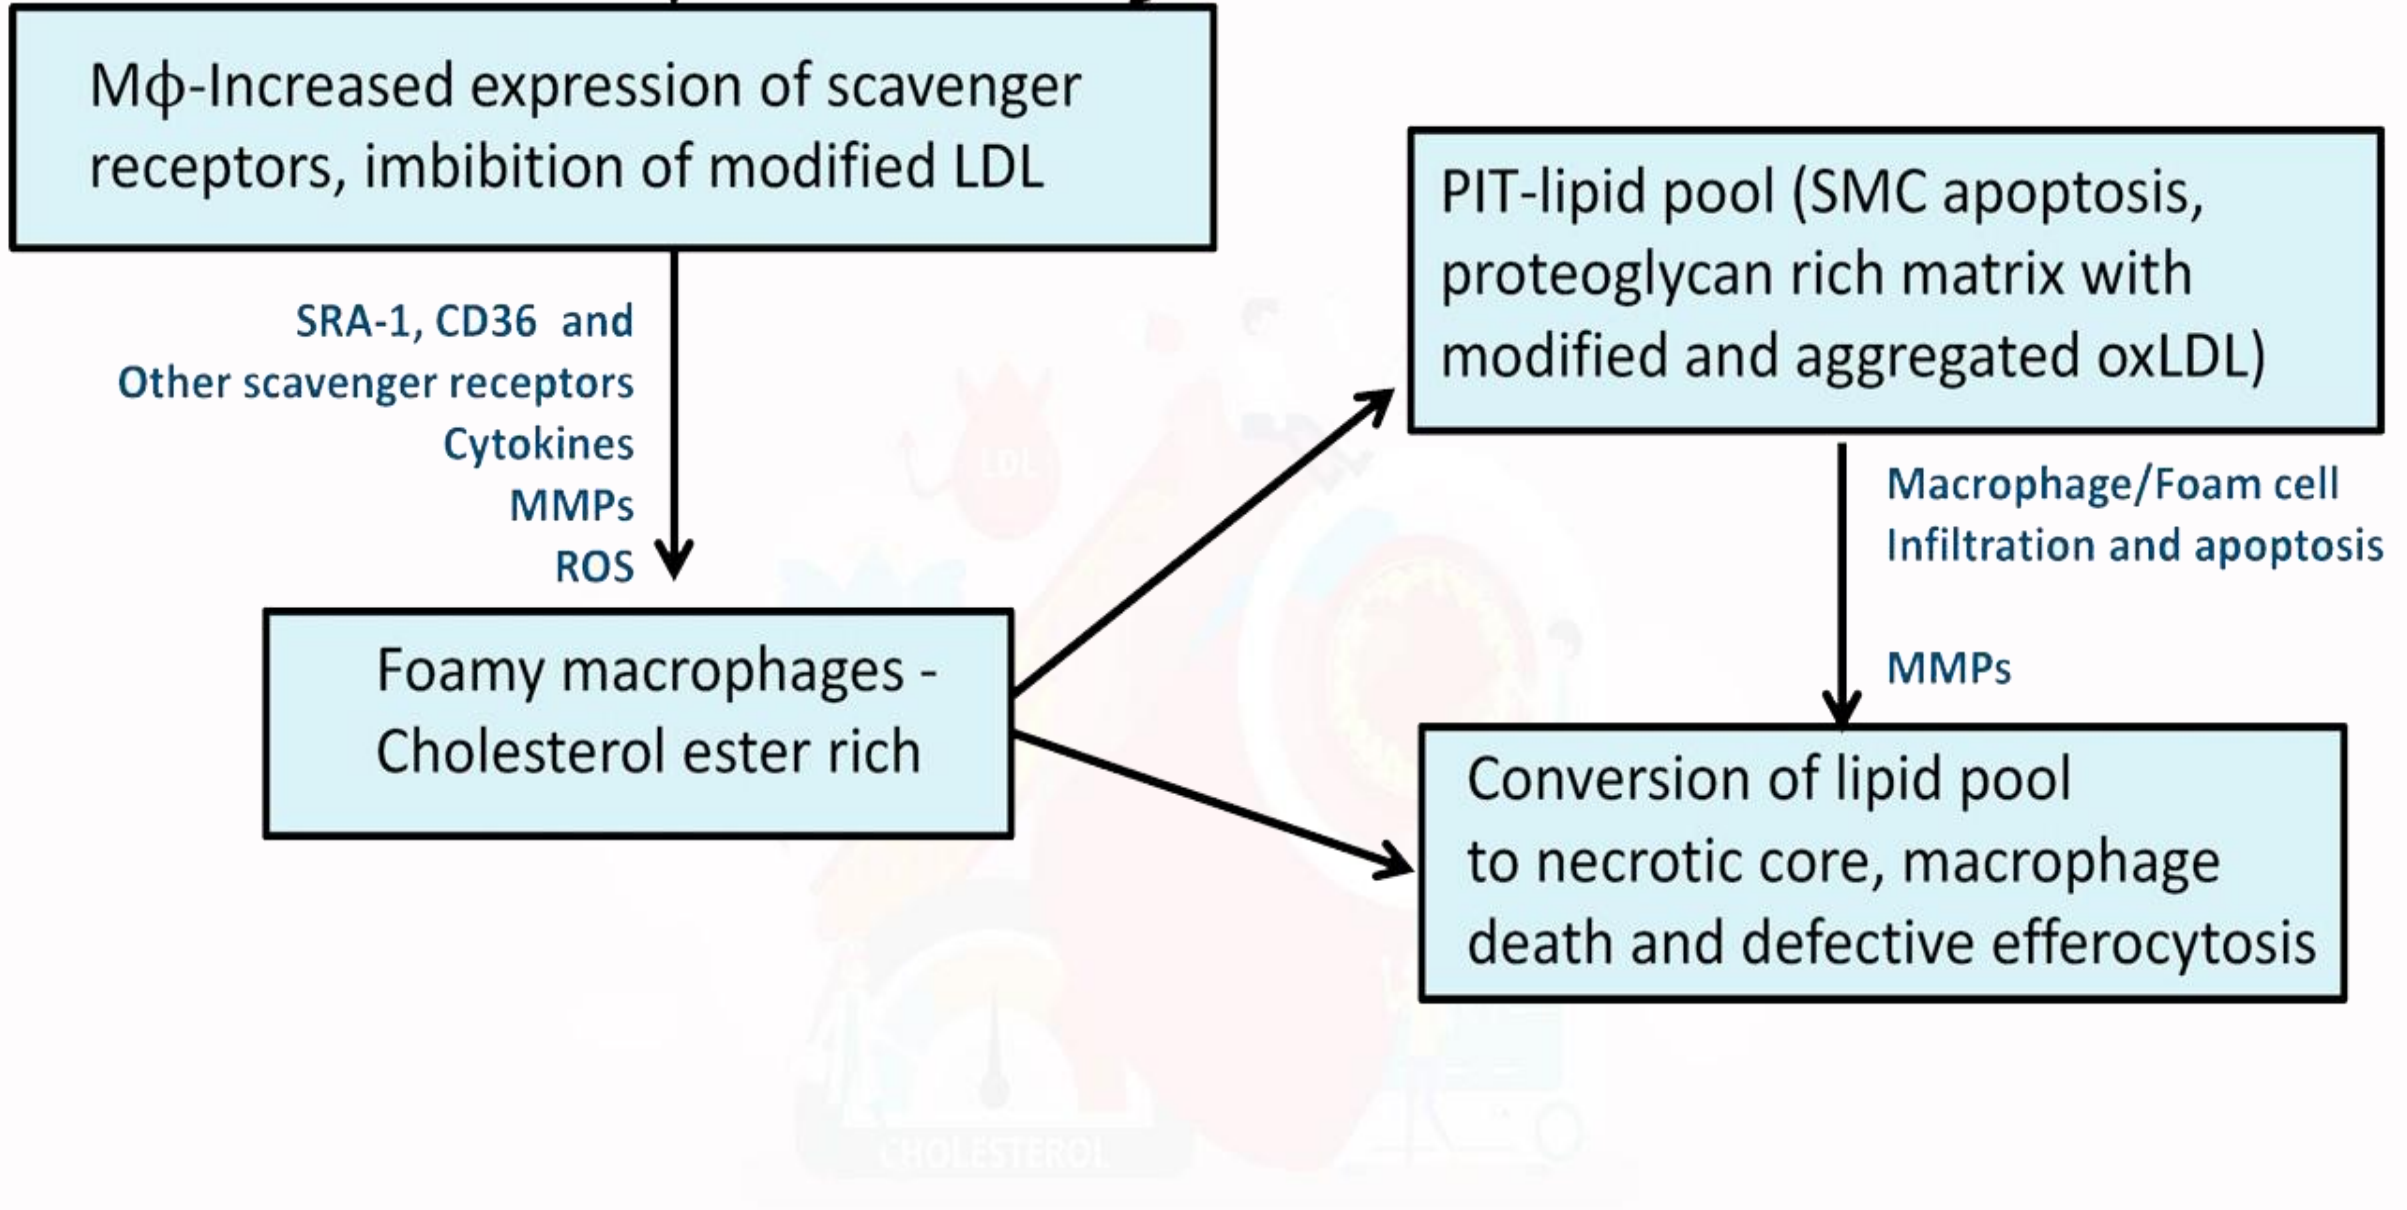 Mϕ-Increased expression of scavenger
receptors, imbibition of modified LDL
SRA-1, CD36 and
Other scavenger receptors
Cytokines
MMPs
ROS
Foamy macrophages -
Cholesterol ester rich
PIT-lipid pool (SMC apoptosis,
proteoglycan rich matrix with
modified and aggregated oxLDL)
Macrophage/Foam cell
Infiltration and apoptosis
MMPs
Conversion of lipid pool
to necrotic core, macrophage
death and defective efferocytosis
LDL
CHOLESTEROL